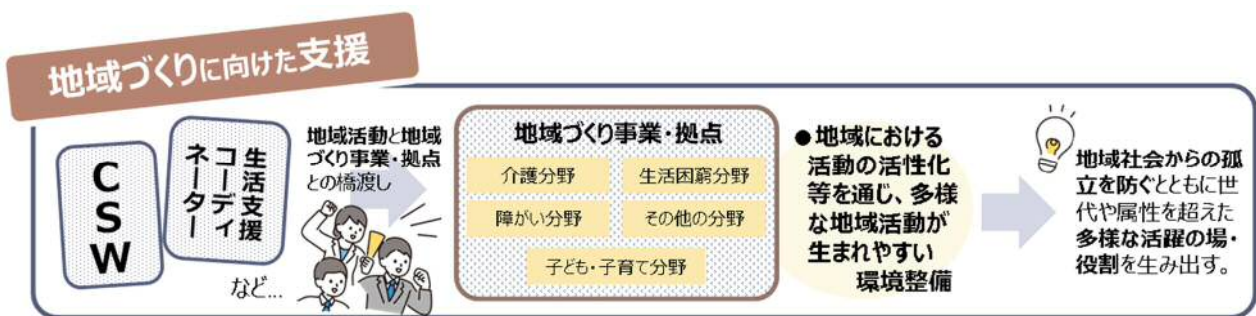 地域づくりに向けた支援
CSW
生活支援
コーディ
ネーター
など…
地域活動と地域
づくり事業・拠点
との橋渡し
地域づくり事業・拠点
介護分野
生活困窮分野
障がい分野
その他の分野
子ども・子育て分野
●地域における
活動の活性化
等を通じ、多様
な地域活動が
生まれやすい
環境整備
地域社会からの孤
立を防ぐとともに世
代や属性を超えた
多様な活躍の場・
役割を生み出す。